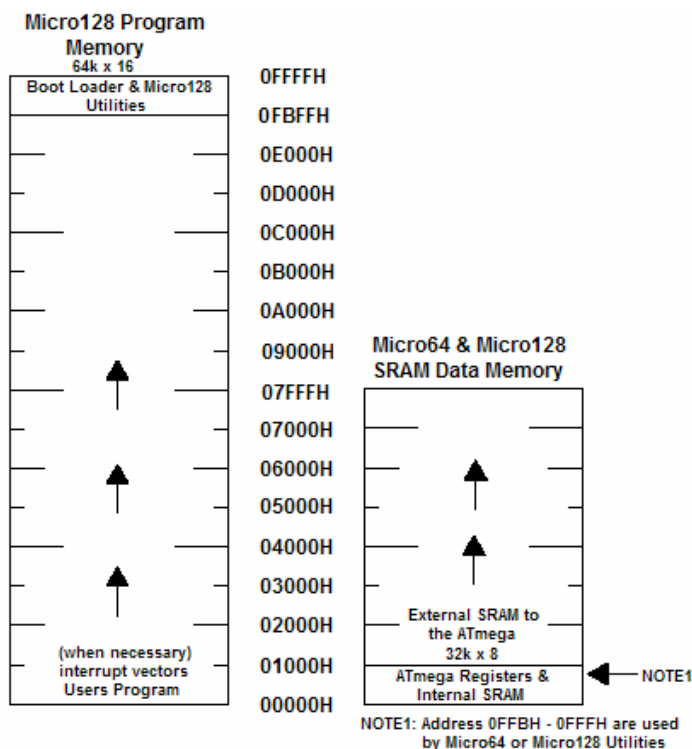 Micro128 Program
Memory
64k x 16
Boot Loader & Micro128
Utilities
(when necessary)
interrupt vectors
Users Program
0FFFFH
0FBFFH
0E000H
0D000H
0C000H
0B000H
0A000H
09000H
07FFFH
07000H
06000H
05000H
04000H
03000H
02000H
01000H
00000H
Micro64 & Micro128
SRAM Data Memory
External SRAM to
the ATmega
32k x 8
ATmega Registers &
Internal SRAM
NOTE1
NOTE1: Address 0FFBH - 0FFFH are used
by Micro64 or Micro128 Utilities